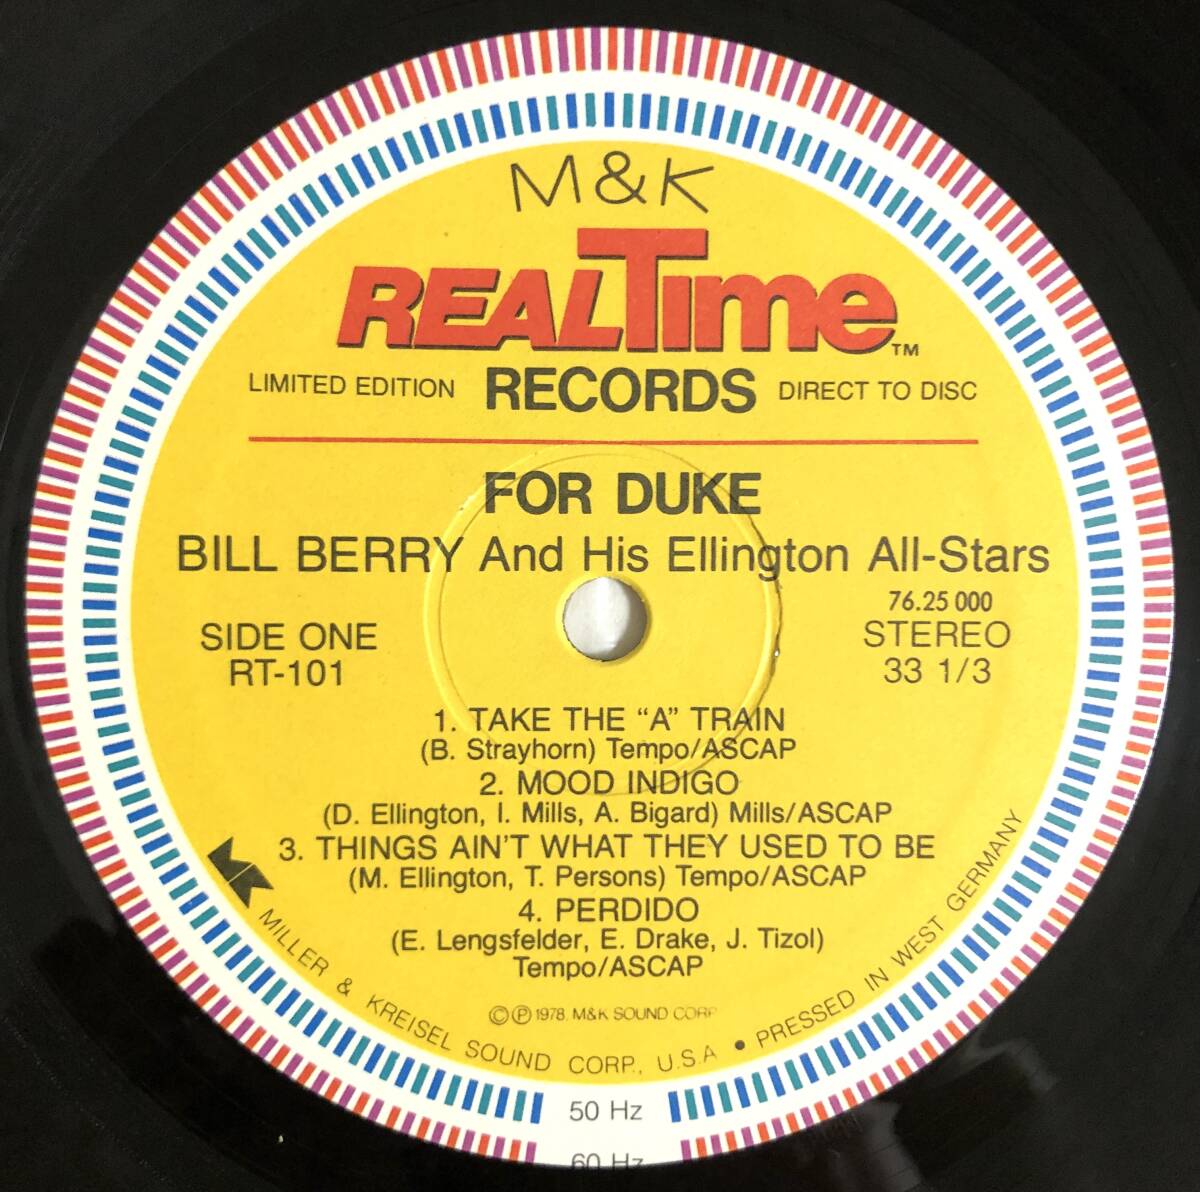 M&K
REALTime™
LIMITED EDITION RECORDS DIRECT TO DISC
FOR DUKE
BILL BERRY And His Ellington All-Stars
76.25 000
SIDE ONE STEREO
RT-101 33 1/3
1. TAKE THE “A” TRAIN
(B. Strayhorn) Tempo/ASCAP
2. MOOD INDIGO
(D. Ellington, I. Mills, A. Bigard) Mills/ASCAP
3. THINGS AIN'T WHAT THEY USED TO BE
(M. Ellington, T. Persons) Tempo/ASCAP
4. PERDIDO
(E. Lengsfelder, E. Drake, J. Tizol)
Tempo/ASCAP
©℗ 1978. M&K SOUND CORP
MILLER & KREISEL SOUND CORP., U.S.A • PRESSED IN WEST GERMANY
50 Hz
60 Hz